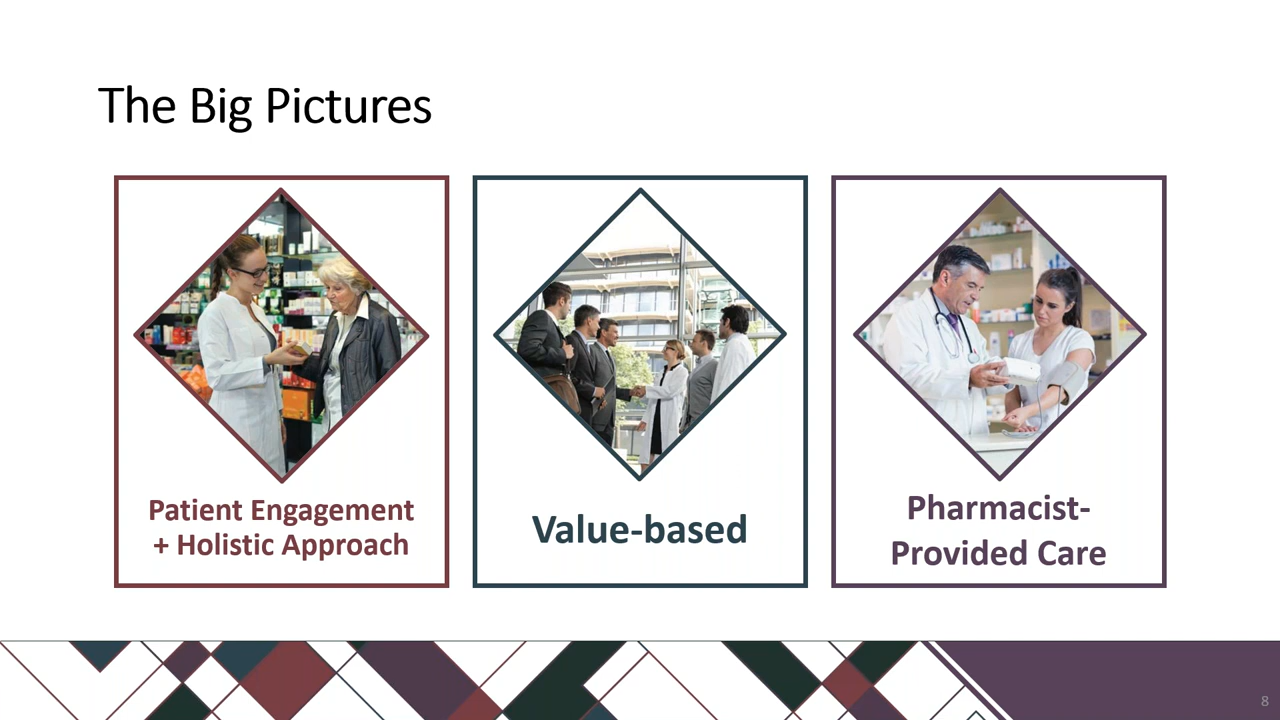 The Big Pictures
Patient Engagement
+ Holistic Approach
Value-based
Pharmacist-
Provided Care
8